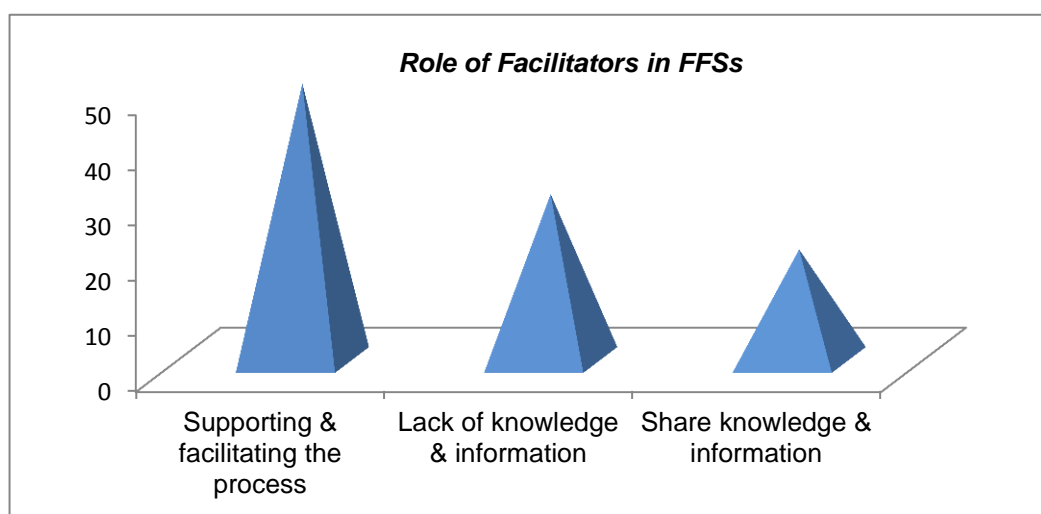 Role of Facilitators in FFSs
50
40
30
20
10
0
Supporting &
facilitating the
process
Lack of knowledge
& information
Share knowledge &
information